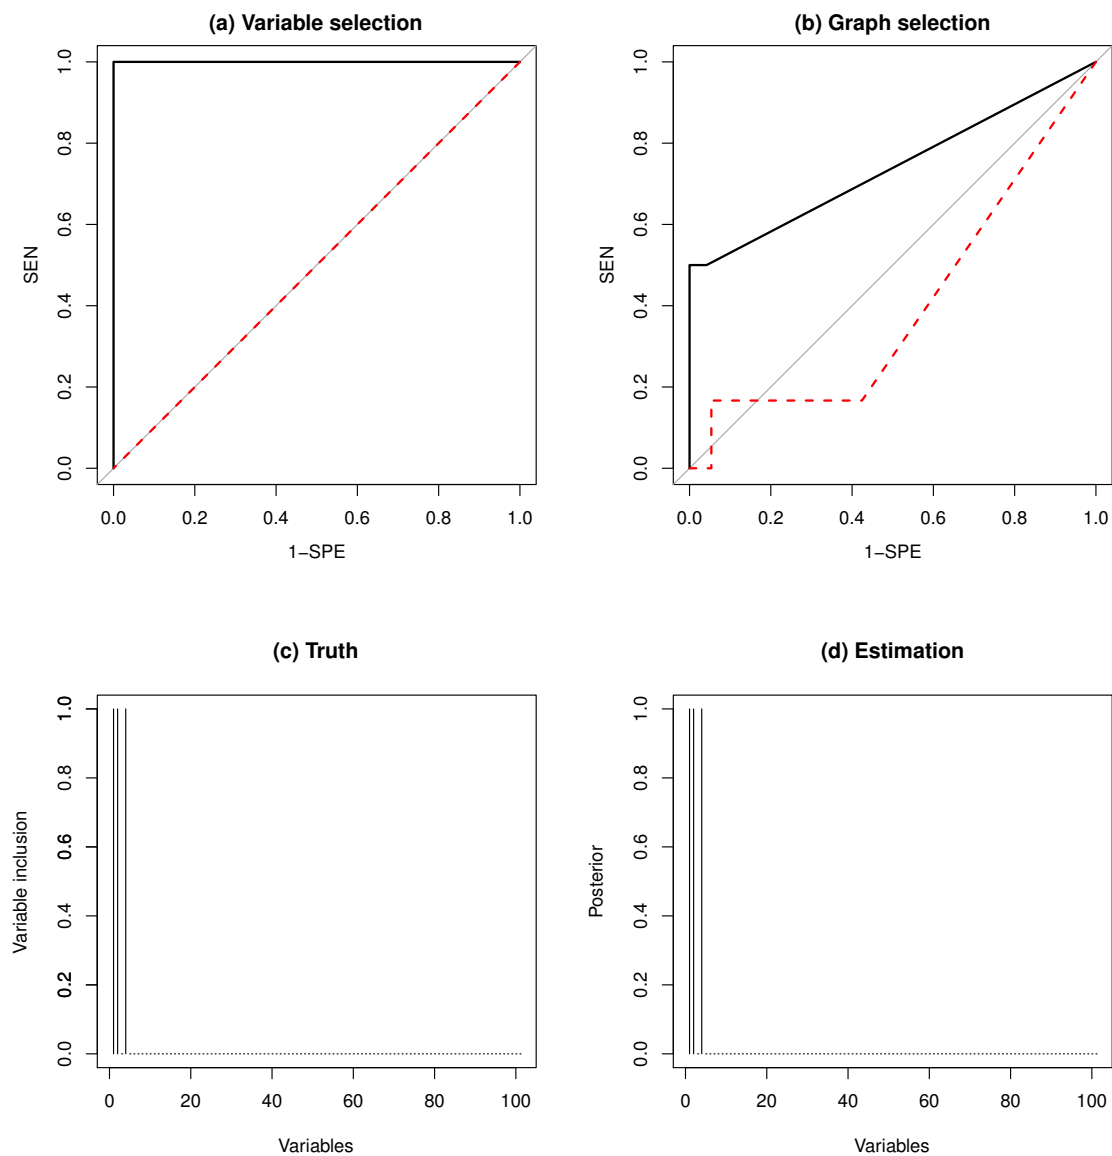 (a) Variable selection
SEN
1.0
0.8
0.6
0.4
0.2
0.0
0.0 0.2 0.4 0.6 0.8 1.0
1−SPE
(b) Graph selection
SEN
1.0
0.8
0.6
0.4
0.2
0.0
0.0 0.2 0.4 0.6 0.8 1.0
1−SPE
(c) Truth
Variable inclusion
1.0
0.8
0.6
0.4
0.2
0.0
0 20 40 60 80 100
Variables
(d) Estimation
Posterior
1.0
0.8
0.6
0.4
0.2
0.0
0 20 40 60 80 100
Variables